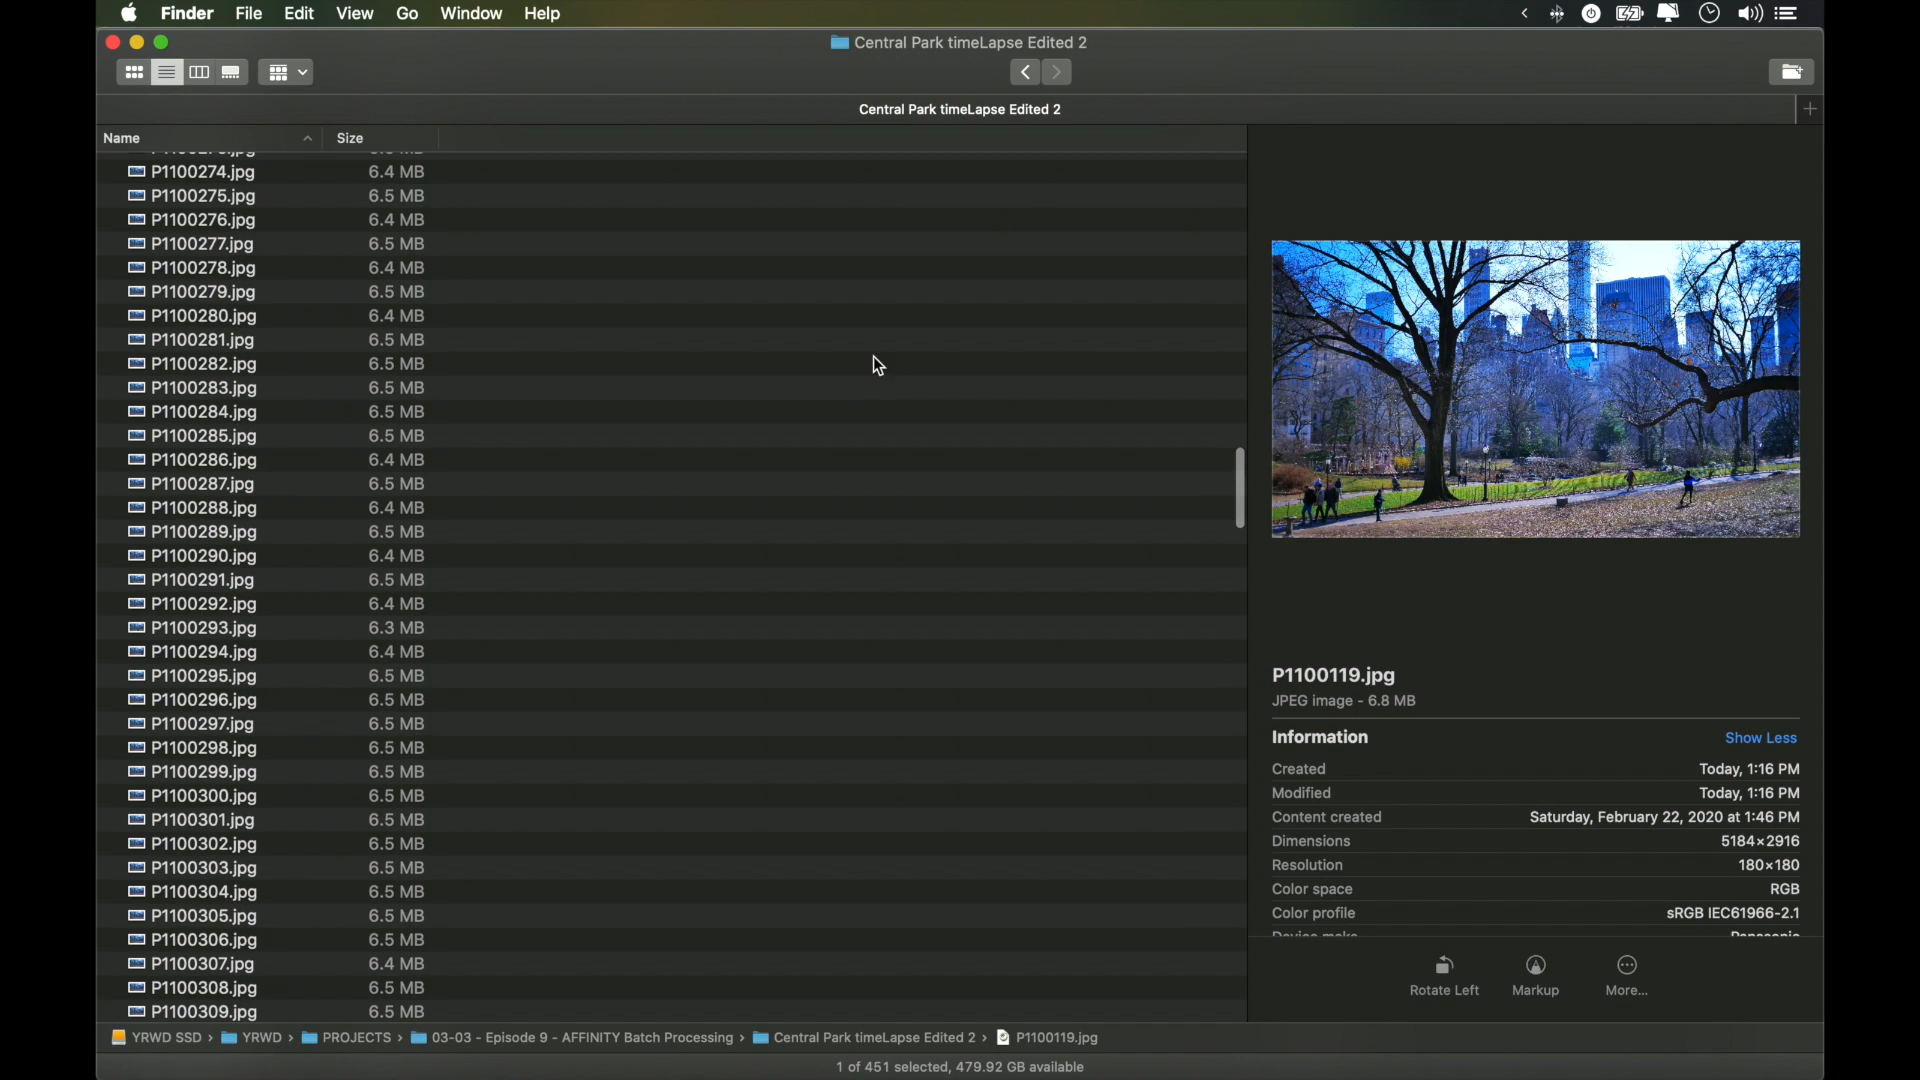 Finder File Edit View Go Window Help
Central Park timeLapse Edited 2
Central Park timeLapse Edited 2
Name Size
P1100274.jpg 6.4 MB
P1100275.jpg 6.5 MB
P1100276.jpg 6.4 MB
P1100277.jpg 6.5 MB
P1100278.jpg 6.4 MB
P1100279.jpg 6.5 MB
P1100280.jpg 6.4 MB
P1100281.jpg 6.5 MB
P1100282.jpg 6.5 MB
P1100283.jpg 6.5 MB
P1100284.jpg 6.5 MB
P1100285.jpg 6.5 MB
P1100286.jpg 6.4 MB
P1100287.jpg 6.5 MB
P1100288.jpg 6.4 MB
P1100289.jpg 6.5 MB
P1100290.jpg 6.4 MB
P1100291.jpg 6.5 MB
P1100292.jpg 6.4 MB
P1100293.jpg 6.3 MB
P1100294.jpg 6.4 MB
P1100295.jpg 6.5 MB
P1100296.jpg 6.5 MB
P1100297.jpg 6.5 MB
P1100298.jpg 6.5 MB
P1100299.jpg 6.5 MB
P1100300.jpg 6.5 MB
P1100301.jpg 6.5 MB
P1100302.jpg 6.5 MB
P1100303.jpg 6.5 MB
P1100304.jpg 6.5 MB
P1100305.jpg 6.5 MB
P1100306.jpg 6.5 MB
P1100307.jpg 6.4 MB
P1100308.jpg 6.5 MB
P1100309.jpg 6.5 MB
P1100119.jpg
JPEG image - 6.8 MB
Information Show Less
Created Today, 1:16 PM
Modified Today, 1:16 PM
Content created Saturday, February 22, 2020 at 1:46 PM
Dimensions 5184×2916
Resolution 180×180
Color space RGB
Color profile sRGB IEC61966-2.1
Device make Panasonic
Rotate Left Markup More...
YRWD SSD › YRWD › PROJECTS › 03-03 - Episode 9 - AFFINITY Batch Processing › Central Park timeLapse Edited 2 › P1100119.jpg
1 of 451 selected, 479.92 GB available